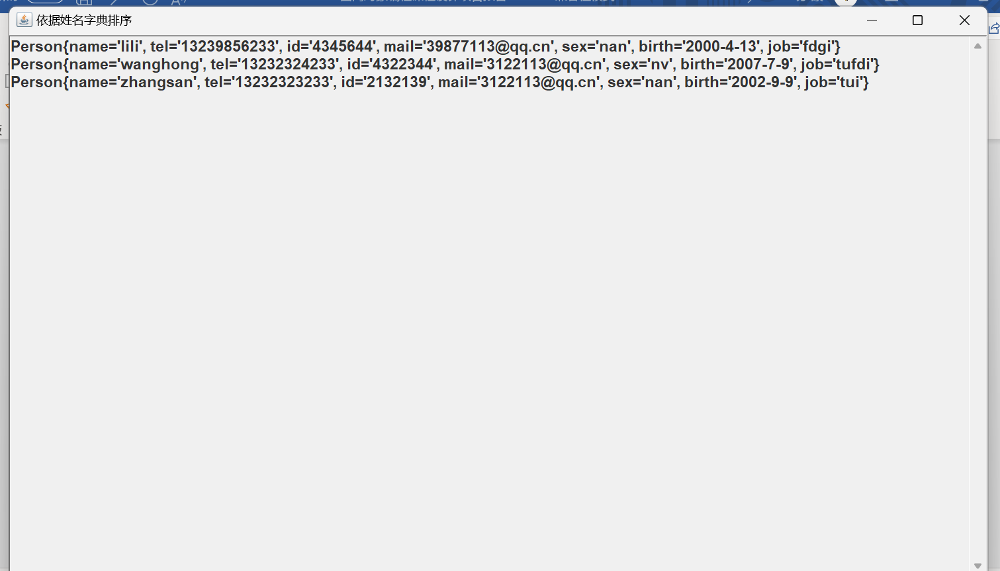 依据姓名字典排序
Person{name='lili', tel='13239856233', id='4345644', mail='39877113@qq.cn', sex='nan', birth='2000-4-13', job='fdgi'}
Person{name='wanghong', tel='13232324233', id='4322344', mail='3122113@qq.cn', sex='nv', birth='2007-7-9', job='tufdi'}
Person{name='zhangsan', tel='13232323233', id='2132139', mail='3122113@qq.cn', sex='nan', birth='2002-9-9', job='tui'}